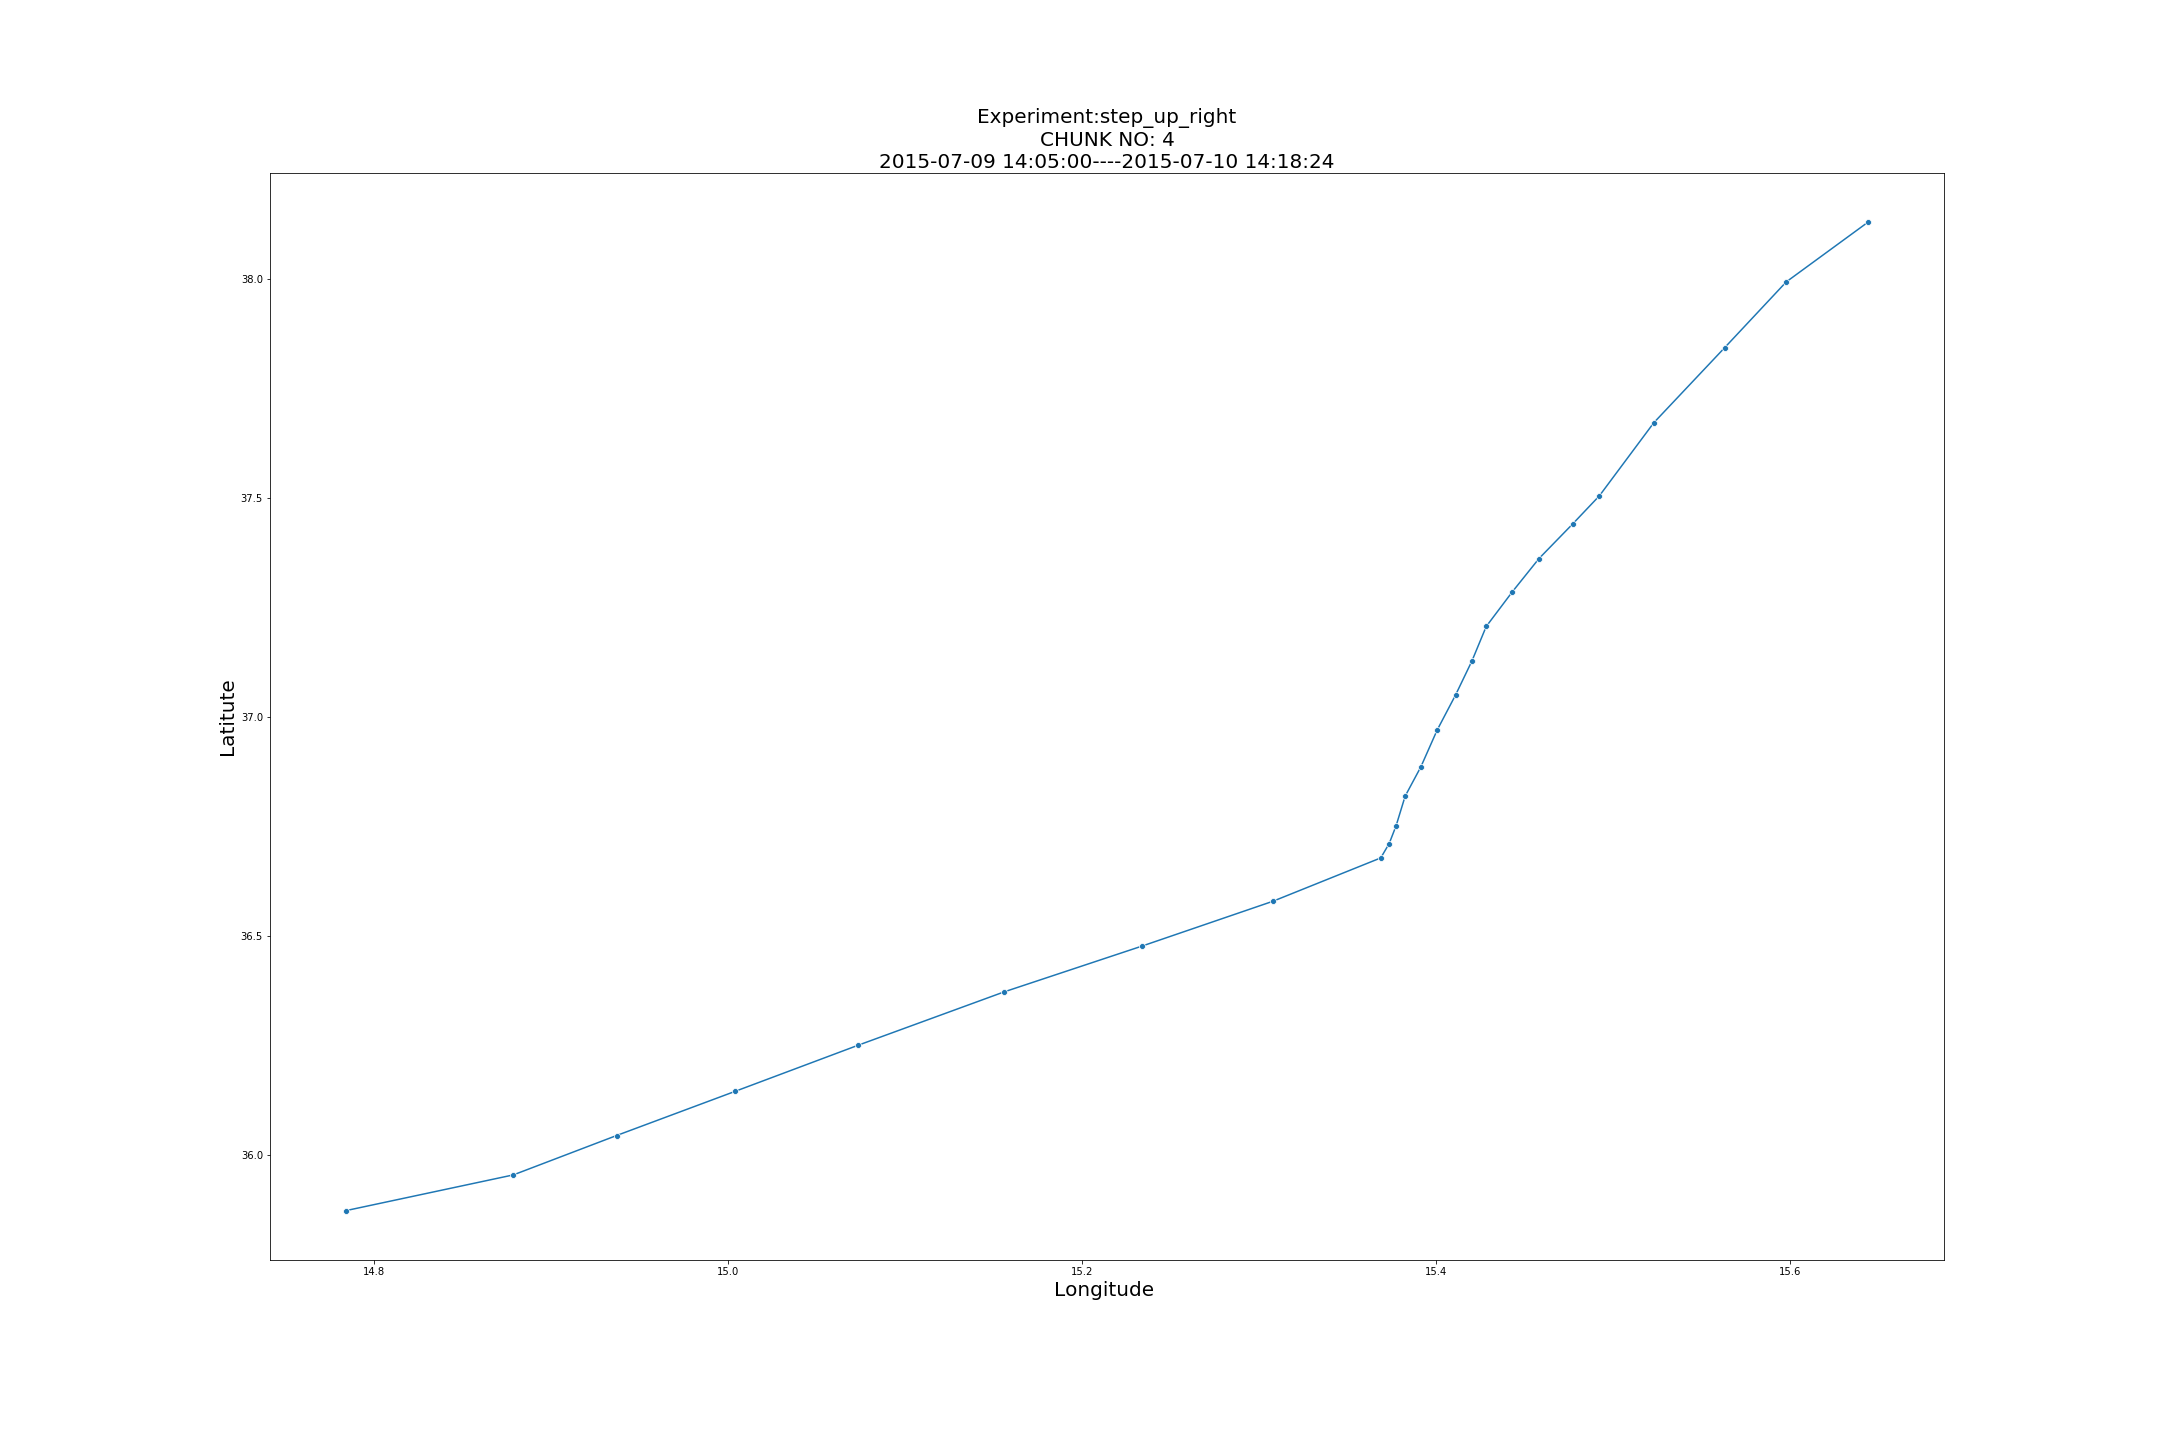 Experiment:step_up_right
CHUNK NO: 4
2015-07-09 14:05:00----2015-07-10 14:18:24
Latitute
38.0
37.5
37.0
36.5
36.0
14.8 15.0 15.2 15.4 15.6
Longitude